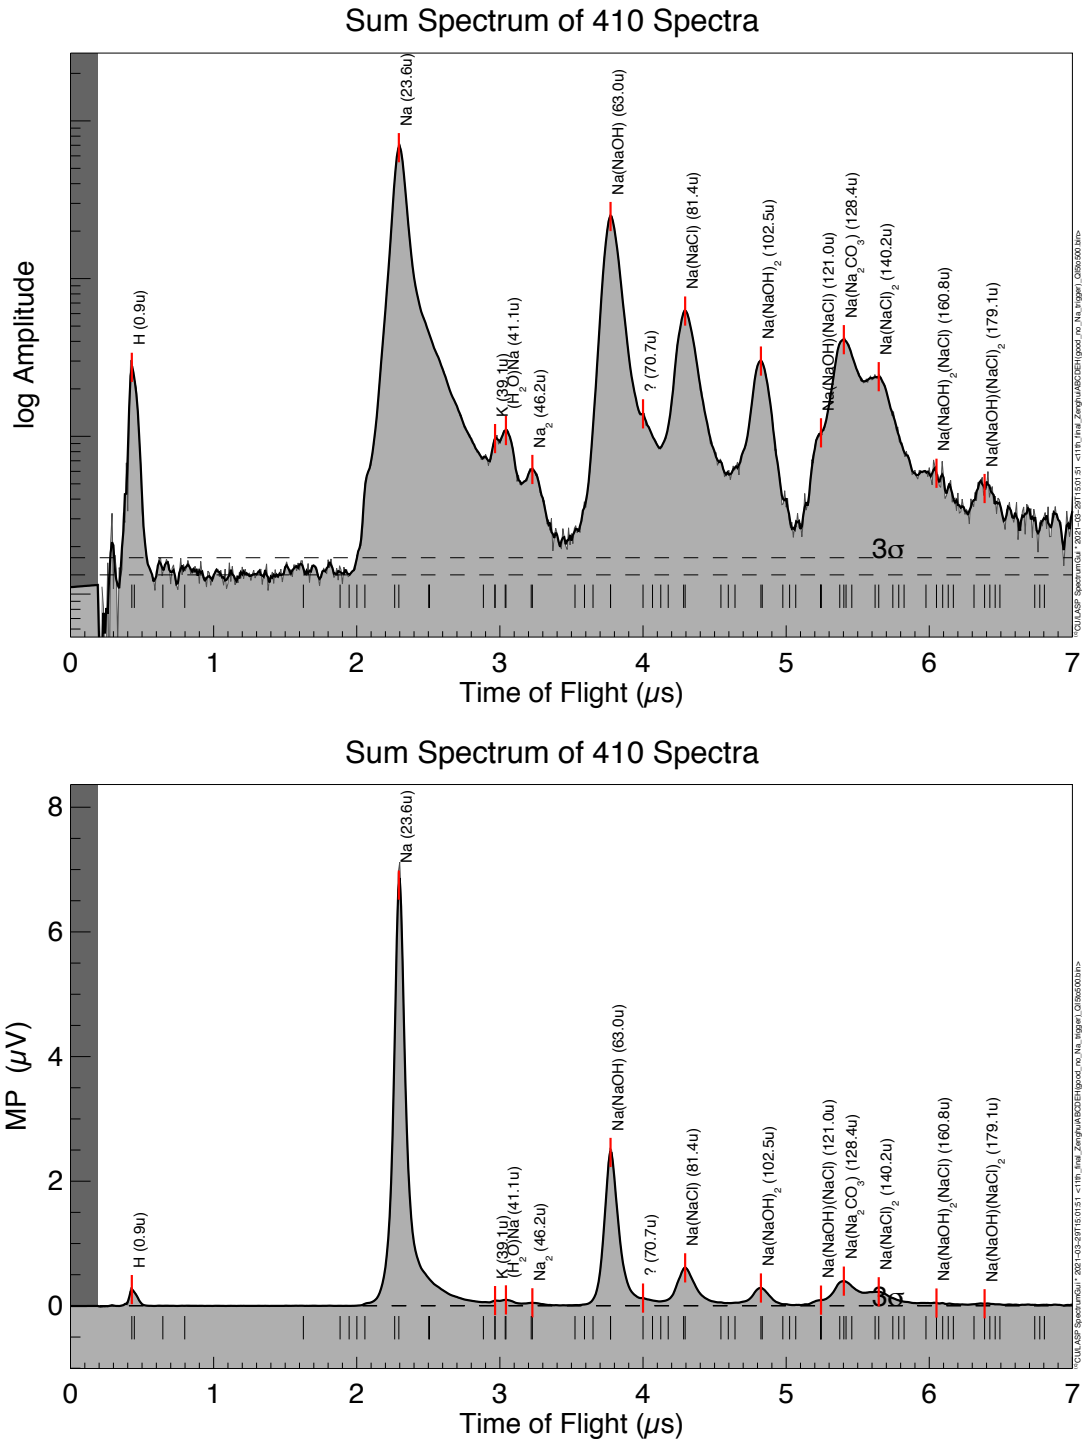 Sum Spectrum of 410 Spectra
log Amplitude
H (0.9u)
Na (23.6u)
K (39.1u)
(H₂O)Na (41.1u)
Na₂ (46.2u)
Na(NaOH) (63.0u)
? (70.7u)
Na(NaCl) (81.4u)
Na(NaOH)₂ (102.5u)
Na(NaOH)(NaCl) (121.0u)
Na(Na₂CO₃) (128.4u)
Na(NaCl)₂ (140.2u)
Na(NaOH)₂(NaCl) (160.8u)
Na(NaOH)(NaCl)₂ (179.1u)
3σ
0 1 2 3 4 5 6 7
Time of Flight (µs)
Sum Spectrum of 410 Spectra
MP (µV)
8
6
4
2
0
H (0.9u)
Na (23.6u)
K (39.1u)
(H₂O)Na (41.1u)
Na₂ (46.2u)
Na(NaOH) (63.0u)
? (70.7u)
Na(NaCl) (81.4u)
Na(NaOH)₂ (102.5u)
Na(NaOH)(NaCl) (121.0u)
Na(Na₂CO₃) (128.4u)
Na(NaCl)₂ (140.2u)
Na(NaOH)₂(NaCl) (160.8u)
Na(NaOH)(NaCl)₂ (179.1u)
3σ
0 1 2 3 4 5 6 7
Time of Flight (µs)